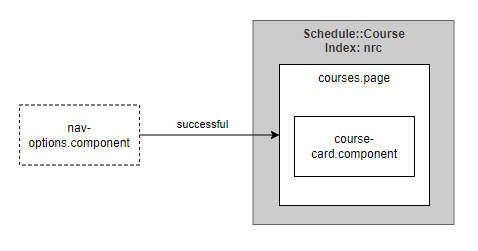 Schedule::Course
Index: nrc
courses.page
nav-
options.component
successful
course-
card.component